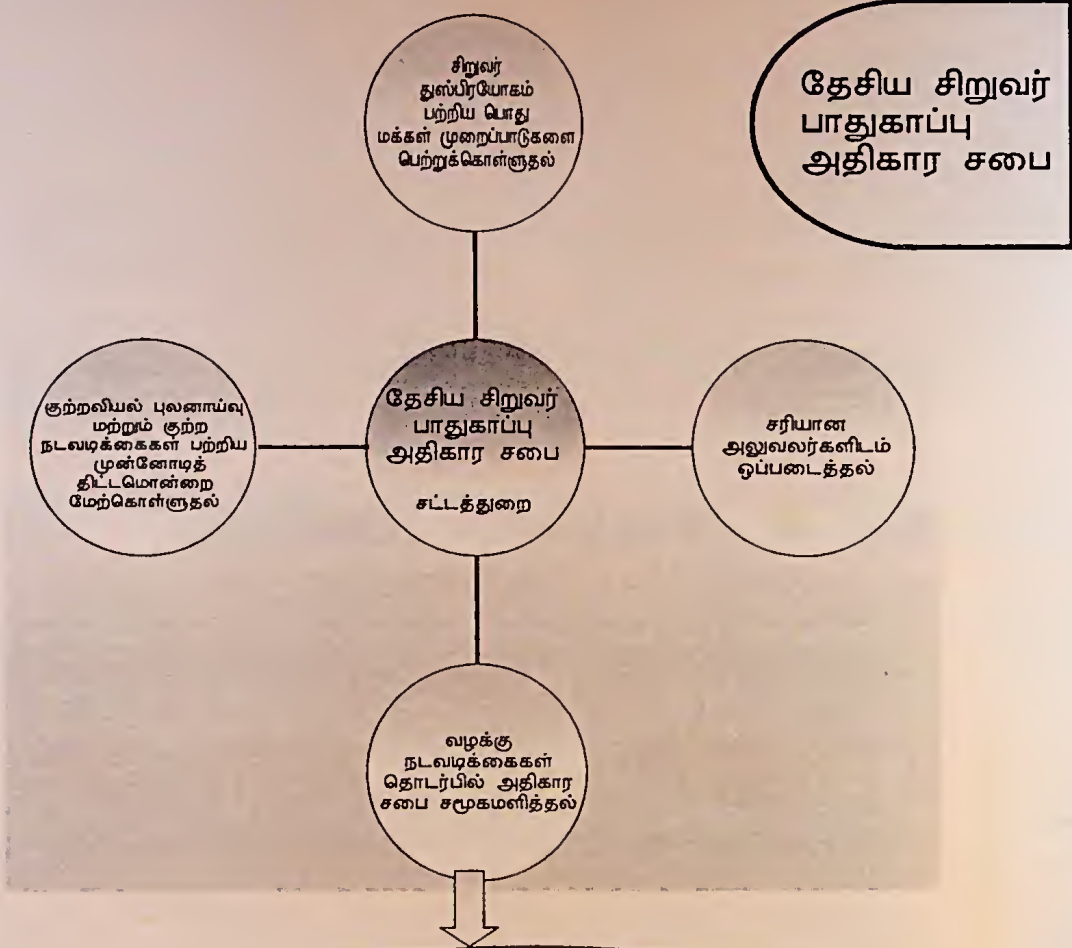 சிறுவர்
துஸ்பிரயோகம்
பற்றிய பொது
மக்கள் முறைப்பாடுகளை
பெற்றுக்கொள்ளுதல்
தேசிய சிறுவர்
பாதுகாப்பு
அதிகார சபை
குற்றவியல் புலனாய்வு
மற்றும் குற்ற
நடவடிக்கைகள் பற்றிய
முன்னோடித்
திட்டமொன்றை
மேற்கொள்ளுதல்
தேசிய சிறுவர்
பாதுகாப்பு
அதிகார சபை
சட்டத்துறை
சரியான
அலுவலர்களிடம்
ஒப்படைத்தல்
வழக்கு
நடவடிக்கைகள்
தொடர்பில் அதிகார
சபை சமூகமளித்தல்